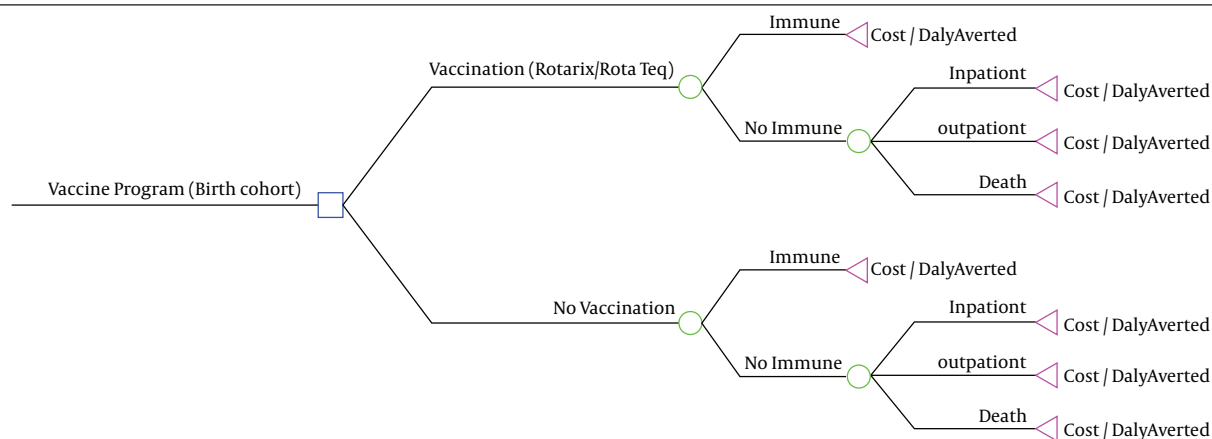 Immune
Cost / DalyAverted
Vaccination (Rotarix/Rota Teq)
Inpationt
Cost / DalyAverted
No Immune
outpationt
Cost / DalyAverted
Death
Cost / DalyAverted
Vaccine Program (Birth cohort)
Immune
Cost / DalyAverted
No Vaccination
Inpationt
Cost / DalyAverted
No Immune
outpationt
Cost / DalyAverted
Death
Cost / DalyAverted